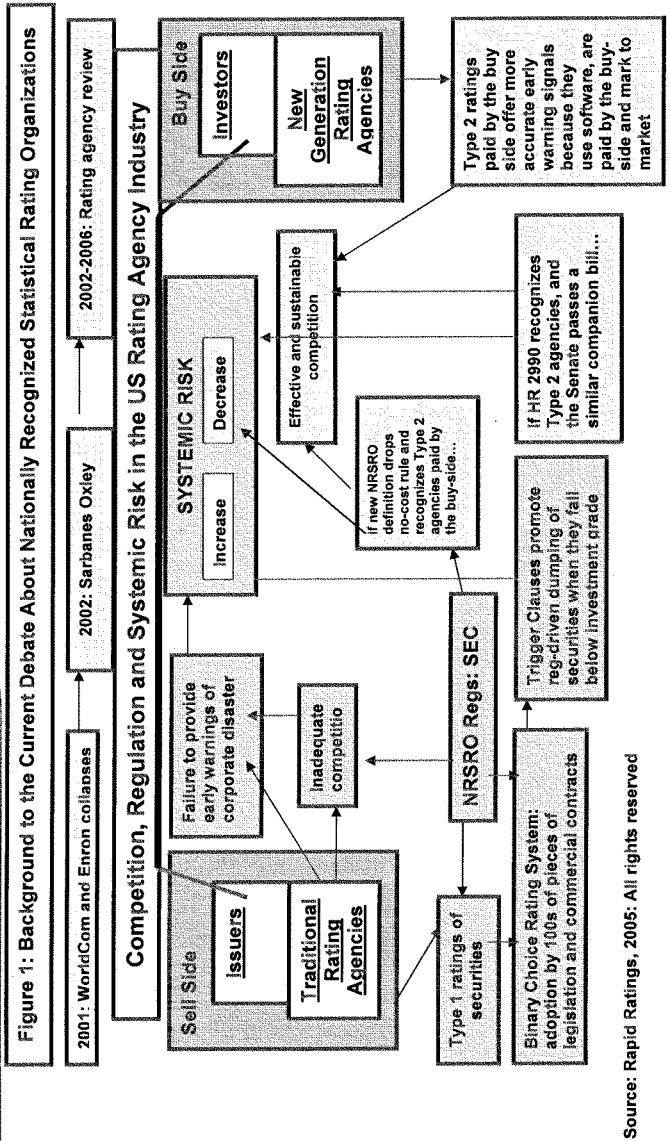 Figure 1: Background to the Current Debate About Nationally Recognized Statistical Rating Organizations
2001: WorldCom and Enron collapses
2002: Sarbanes Oxley
2002-2006: Rating agency review
Competition, Regulation and Systemic Risk in the US Rating Agency Industry
Sell Side
Issuers
Traditional
Rating
Agencies
Failure to provide
early warnings of
corporate disaster
Inadequate
competitio
SYSTEMIC RISK
Increase
Decrease
Effective and sustainable
competition
Buy Side
Investors
New
Generation
Rating
Agencies
Type 1 ratings of
securities
NRSRO Regs: SEC
If new NRSRO
definition drops
no-cost rule and
recognizes Type 2
agencies paid by
the buy-side...
Binary Choice Rating System:
adoption by 100s of pieces of
legislation and commercial contracts
Trigger Clauses promote
reg-driven dumping of
securities when they fall
below investment grade
If HR 2990 recognizes
Type 2 agencies, and
the Senate passes a
similar companion bill...
Type 2 ratings
paid by the buy
side offer more
accurate early
warning signals
because they
use software, are
paid by the buy-
side and mark to
market
Source: Rapid Ratings, 2005: All rights reserved